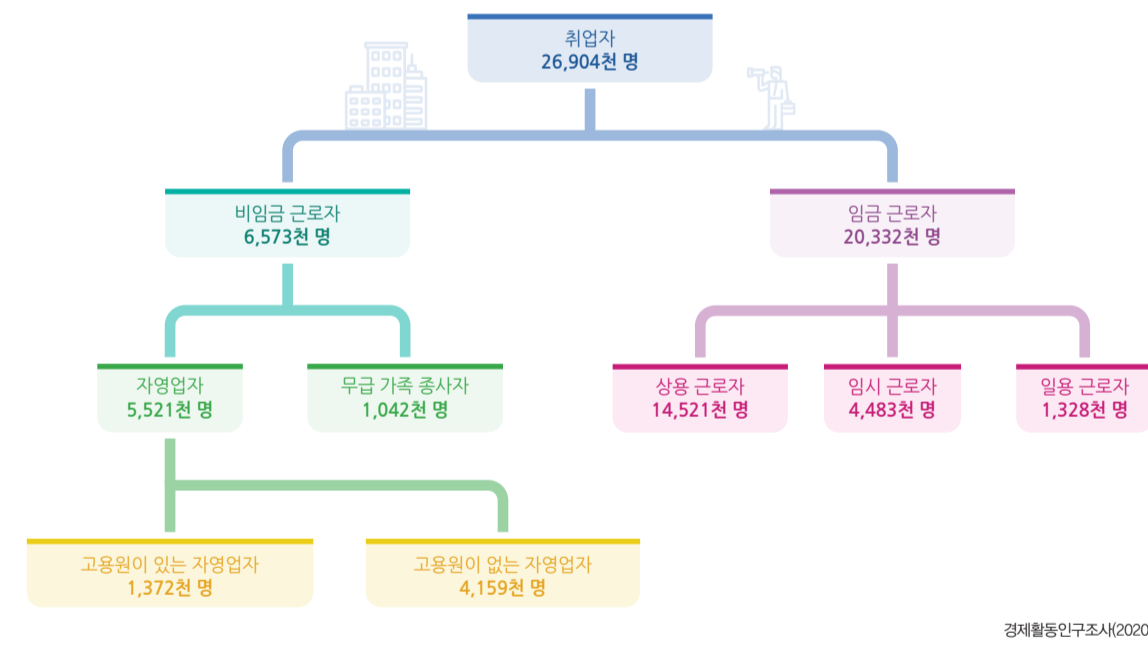 취업자
26,904천 명
비임금 근로자
6,573천 명
임금 근로자
20,332천 명
자영업자
5,521천 명
무급 가족 종사자
1,042천 명
상용 근로자
14,521천 명
임시 근로자
4,483천 명
일용 근로자
1,328천 명
고용원이 있는 자영업자
1,372천 명
고용원이 없는 자영업자
4,159천 명
경제활동인구조사(2020